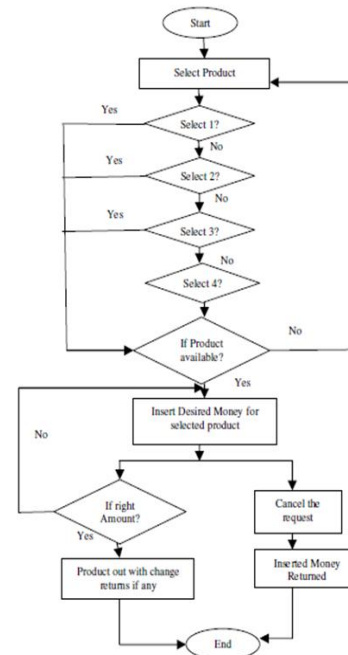 Start
Select Product
Yes
Select 1?
No
Yes
Select 2?
No
Yes
Select 3?
No
Select 4?
If Product
available?
No
Yes
Insert Desired Money for
selected product
No
If right
Amount?
Cancel the
request
Yes
Product out with change
returns if any
Inserted Money
Returned
End